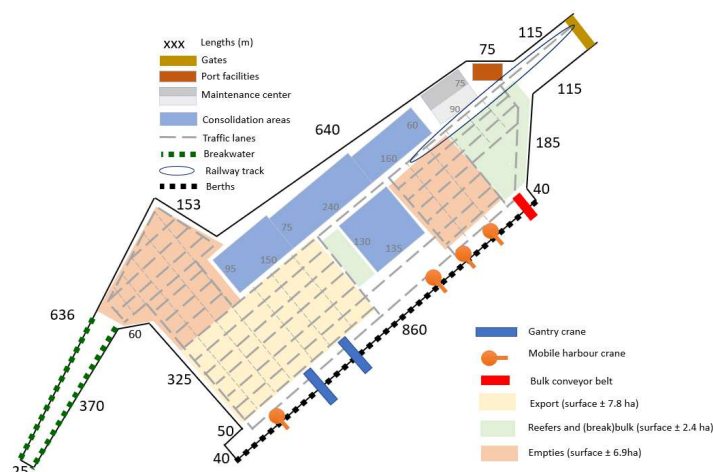 115
75
xxx Lengths (m)
Gates
Port facilities
Maintenance center
75
90
115
Consolidation areas
60
Traffic lanes
640
Breakwater
160
185
Railway track
Berths
40
153
240
75
130
135
95
150
636
60
860
Gantry crane
Mobile harbour crane
370
325
Bulk conveyor belt
Export (surface ± 7.8 ha)
50
Reefers and (break)bulk (surface ± 2.4 ha)
40
Empties (surface ± 6.9ha)
25